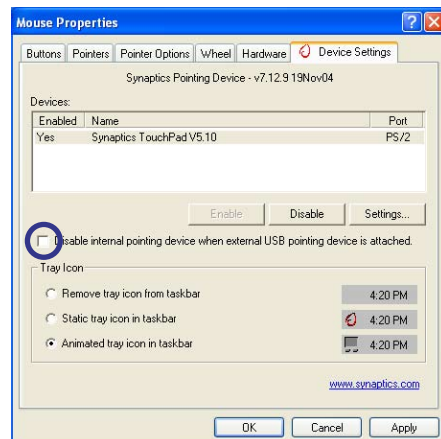 Mouse Properties
Buttons Pointers Pointer Options Wheel Hardware Device Settings
Synaptics Pointing Device - v7.12.9 19Nov04
Devices:
Enabled Name Port
Yes Synaptics TouchPad V5.10 PS/2
Enable Disable Settings...
Disable internal pointing device when external USB pointing device is attached.
Tray Icon
Remove tray icon from taskbar 4:20 PM
Static tray icon in taskbar 4:20 PM
Animated tray icon in taskbar 4:20 PM
www.synaptics.com
OK Cancel Apply